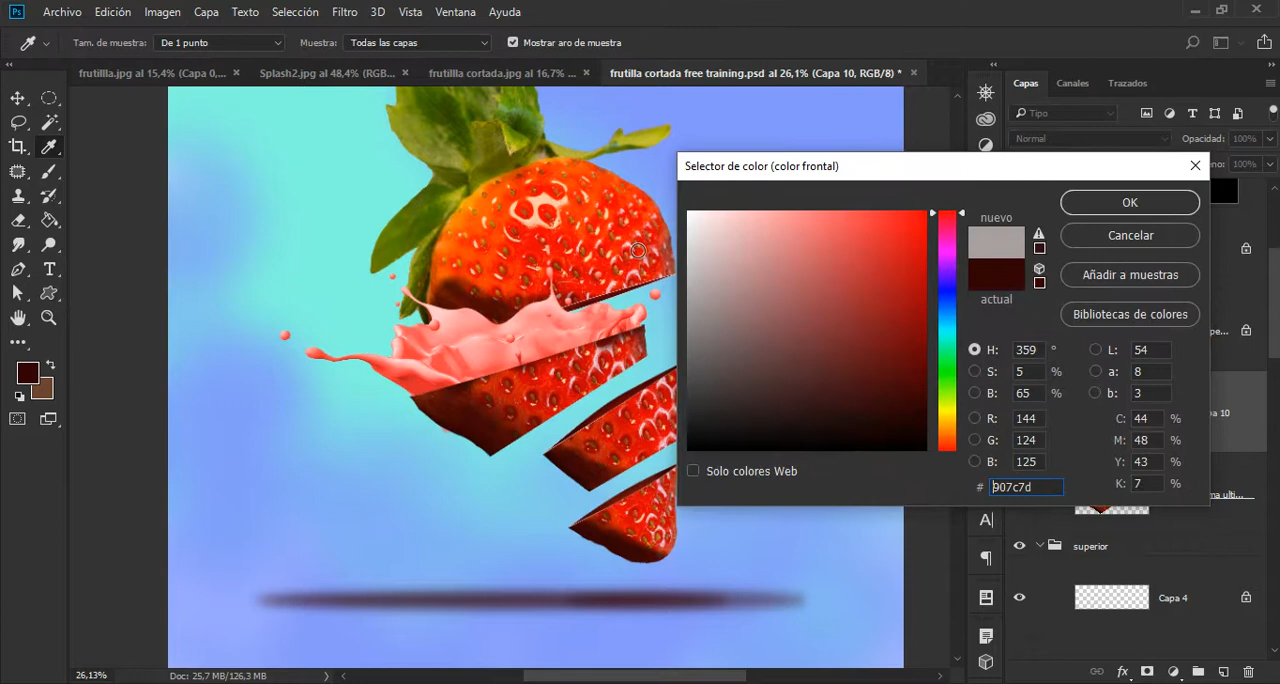 Ps Archivo Edición Imagen Capa Texto Selección Filtro 3D Vista Ventana Ayuda
Tam. de muestra: De 1 punto Muestra: Todas las capas Mostrar aro de muestra
frutillla.jpg al 15,4% (Capa 0,... × Splash2.jpg al 48,4% (RGB... × frutillla cortada.jpg al 16,7% ... × frutilla cortada free training.psd al 26,1% (Capa 10, RGB/8) * ×
Capas Canales Trazados
Tipo
Normal Opacidad: 100%
100%
Selector de color (color frontal)
nuevo
actual
OK
Cancelar
Añadir a muestras
Bibliotecas de colores
H: 359 ° L: 54
S: 5 % a: 8
B: 65 % b: 3
R: 144 C: 44 %
G: 124 M: 48 %
B: 125 Y: 43 %
# 907c7d K: 7 %
Solo colores Web
10
superior
Capa 4
26,13% Doc: 25,7 MB/126,3 MB